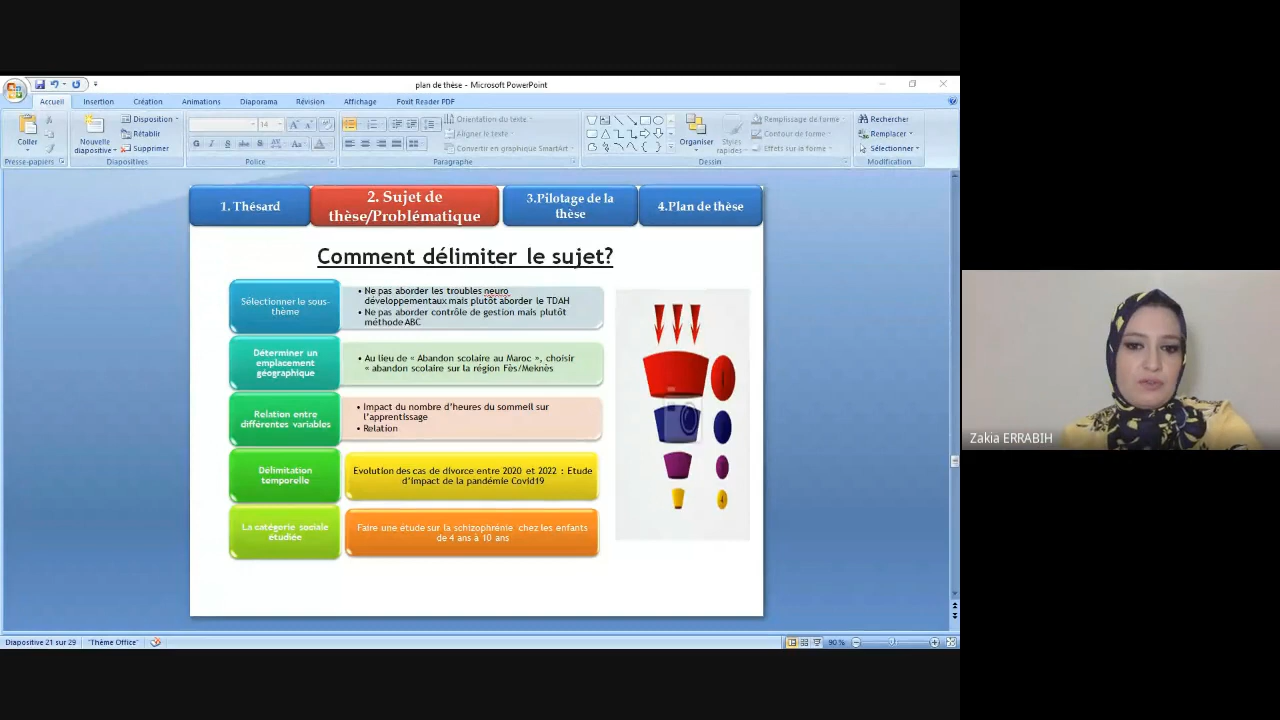 plan de thèse - Microsoft PowerPoint
Accueil
Insertion
Création
Animations
Diaporama
Révision
Affichage
Foxit Reader PDF
Coller
Presse-papiers
Nouvelle
diapositive
Disposition
Rétablir
Supprimer
Diapositives
14
Police
Orientation du texte
Aligner le texte
Convertir en graphique SmartArt
Paragraphe
Organiser
Styles
rapides
Remplissage de forme
Contour de forme
Effets sur la forme
Dessin
Rechercher
Remplacer
Sélectionner
Modification
1. Thésard
2. Sujet de
thèse/Problématique
3.Pilotage de la
thèse
4.Plan de thèse
Comment délimiter le sujet?
Sélectionner le sous-
thème
• Ne pas aborder les troubles neuro
développementaux mais plutôt aborder le TDAH
• Ne pas aborder contrôle de gestion mais plutôt
méthode ABC
Déterminer un
emplacement
géographique
• Au lieu de « Abandon scolaire au Maroc », choisir
« abandon scolaire sur la région Fès/Meknès
Relation entre
différentes variables
• Impact du nombre d'heures du sommeil sur
l'apprentissage
• Relation
Délimitation
temporelle
Evolution des cas de divorce entre 2020 et 2022 : Etude
d'impact de la pandémie Covid19
La catégorie sociale
étudiée
Faire une étude sur la schizophrénie chez les enfants
de 4 ans à 10 ans
Zakia ERRABIH
Diapositive 21 sur 29
"Thème Office"
90 %